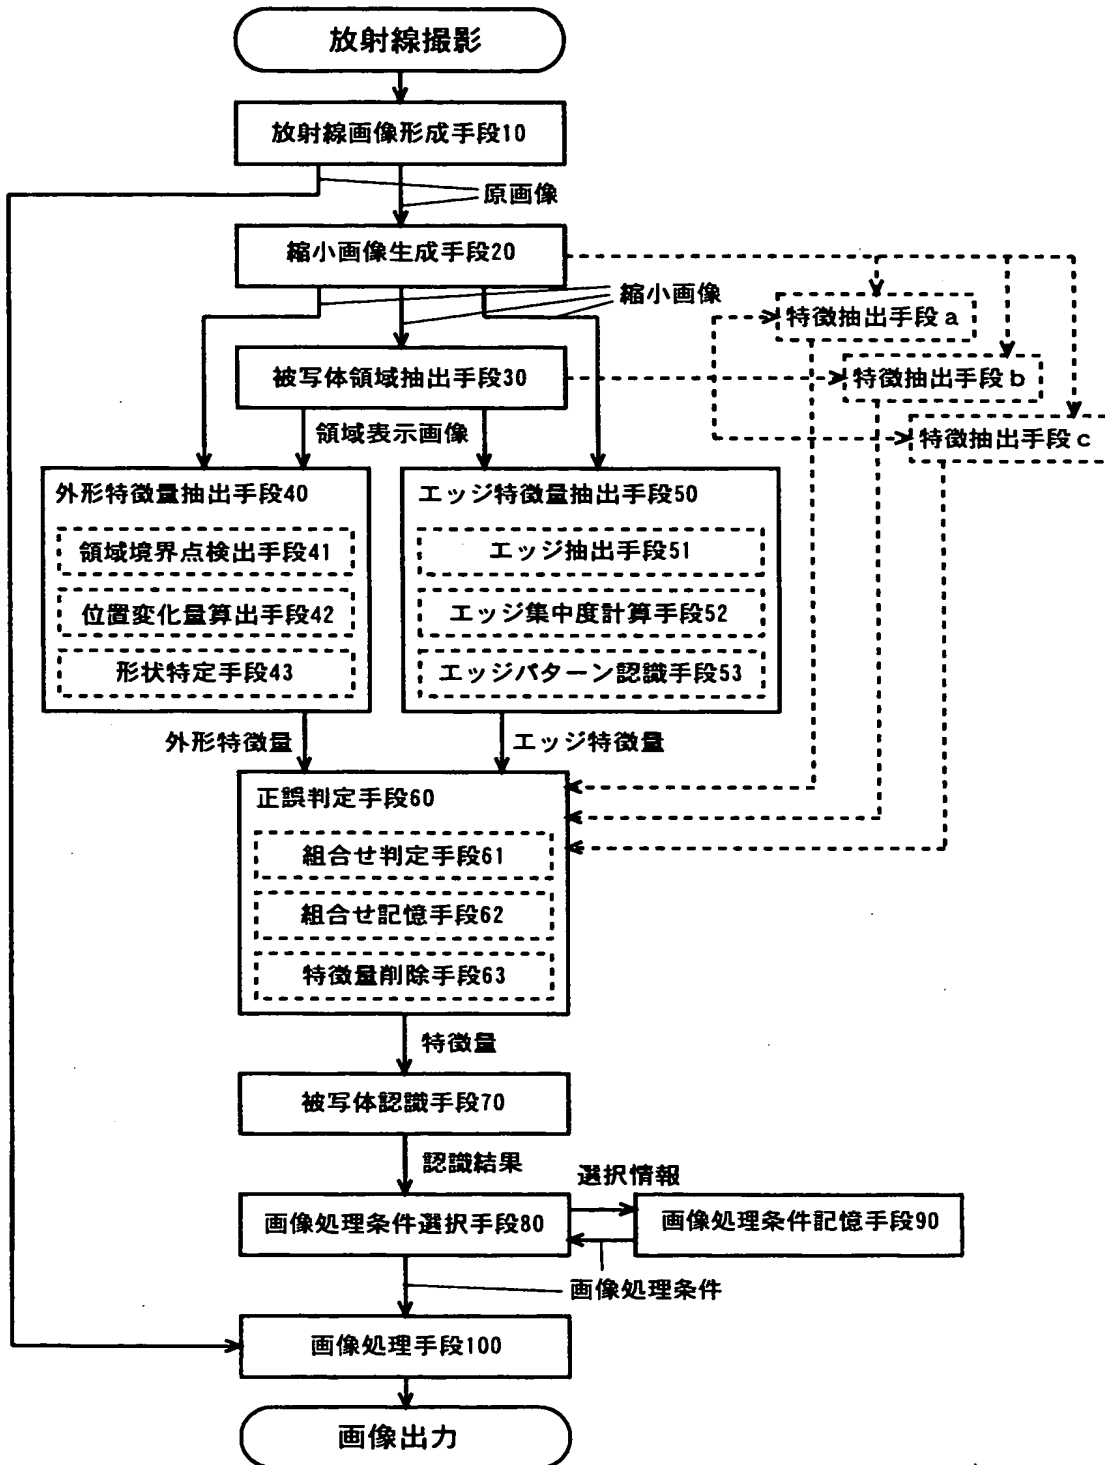 放射線撮影
放射線画像形成手段10
原画像
縮小画像生成手段20
縮小画像
特徴抽出手段a
被写体領域抽出手段30
特徴抽出手段b
領域表示画像
特徴抽出手段c
外形特徴量抽出手段40
領域境界点検出手段41
位置変化量算出手段42
形状特定手段43
エッジ特徴量抽出手段50
エッジ抽出手段51
エッジ集中度計算手段52
エッジパターン認識手段53
外形特徴量
エッジ特徴量
正誤判定手段60
組合せ判定手段61
組合せ記憶手段62
特徴量削除手段63
特徴量
被写体認識手段70
認識結果
選択情報
画像処理条件選択手段80
画像処理条件記憶手段90
画像処理条件
画像処理手段100
画像出力